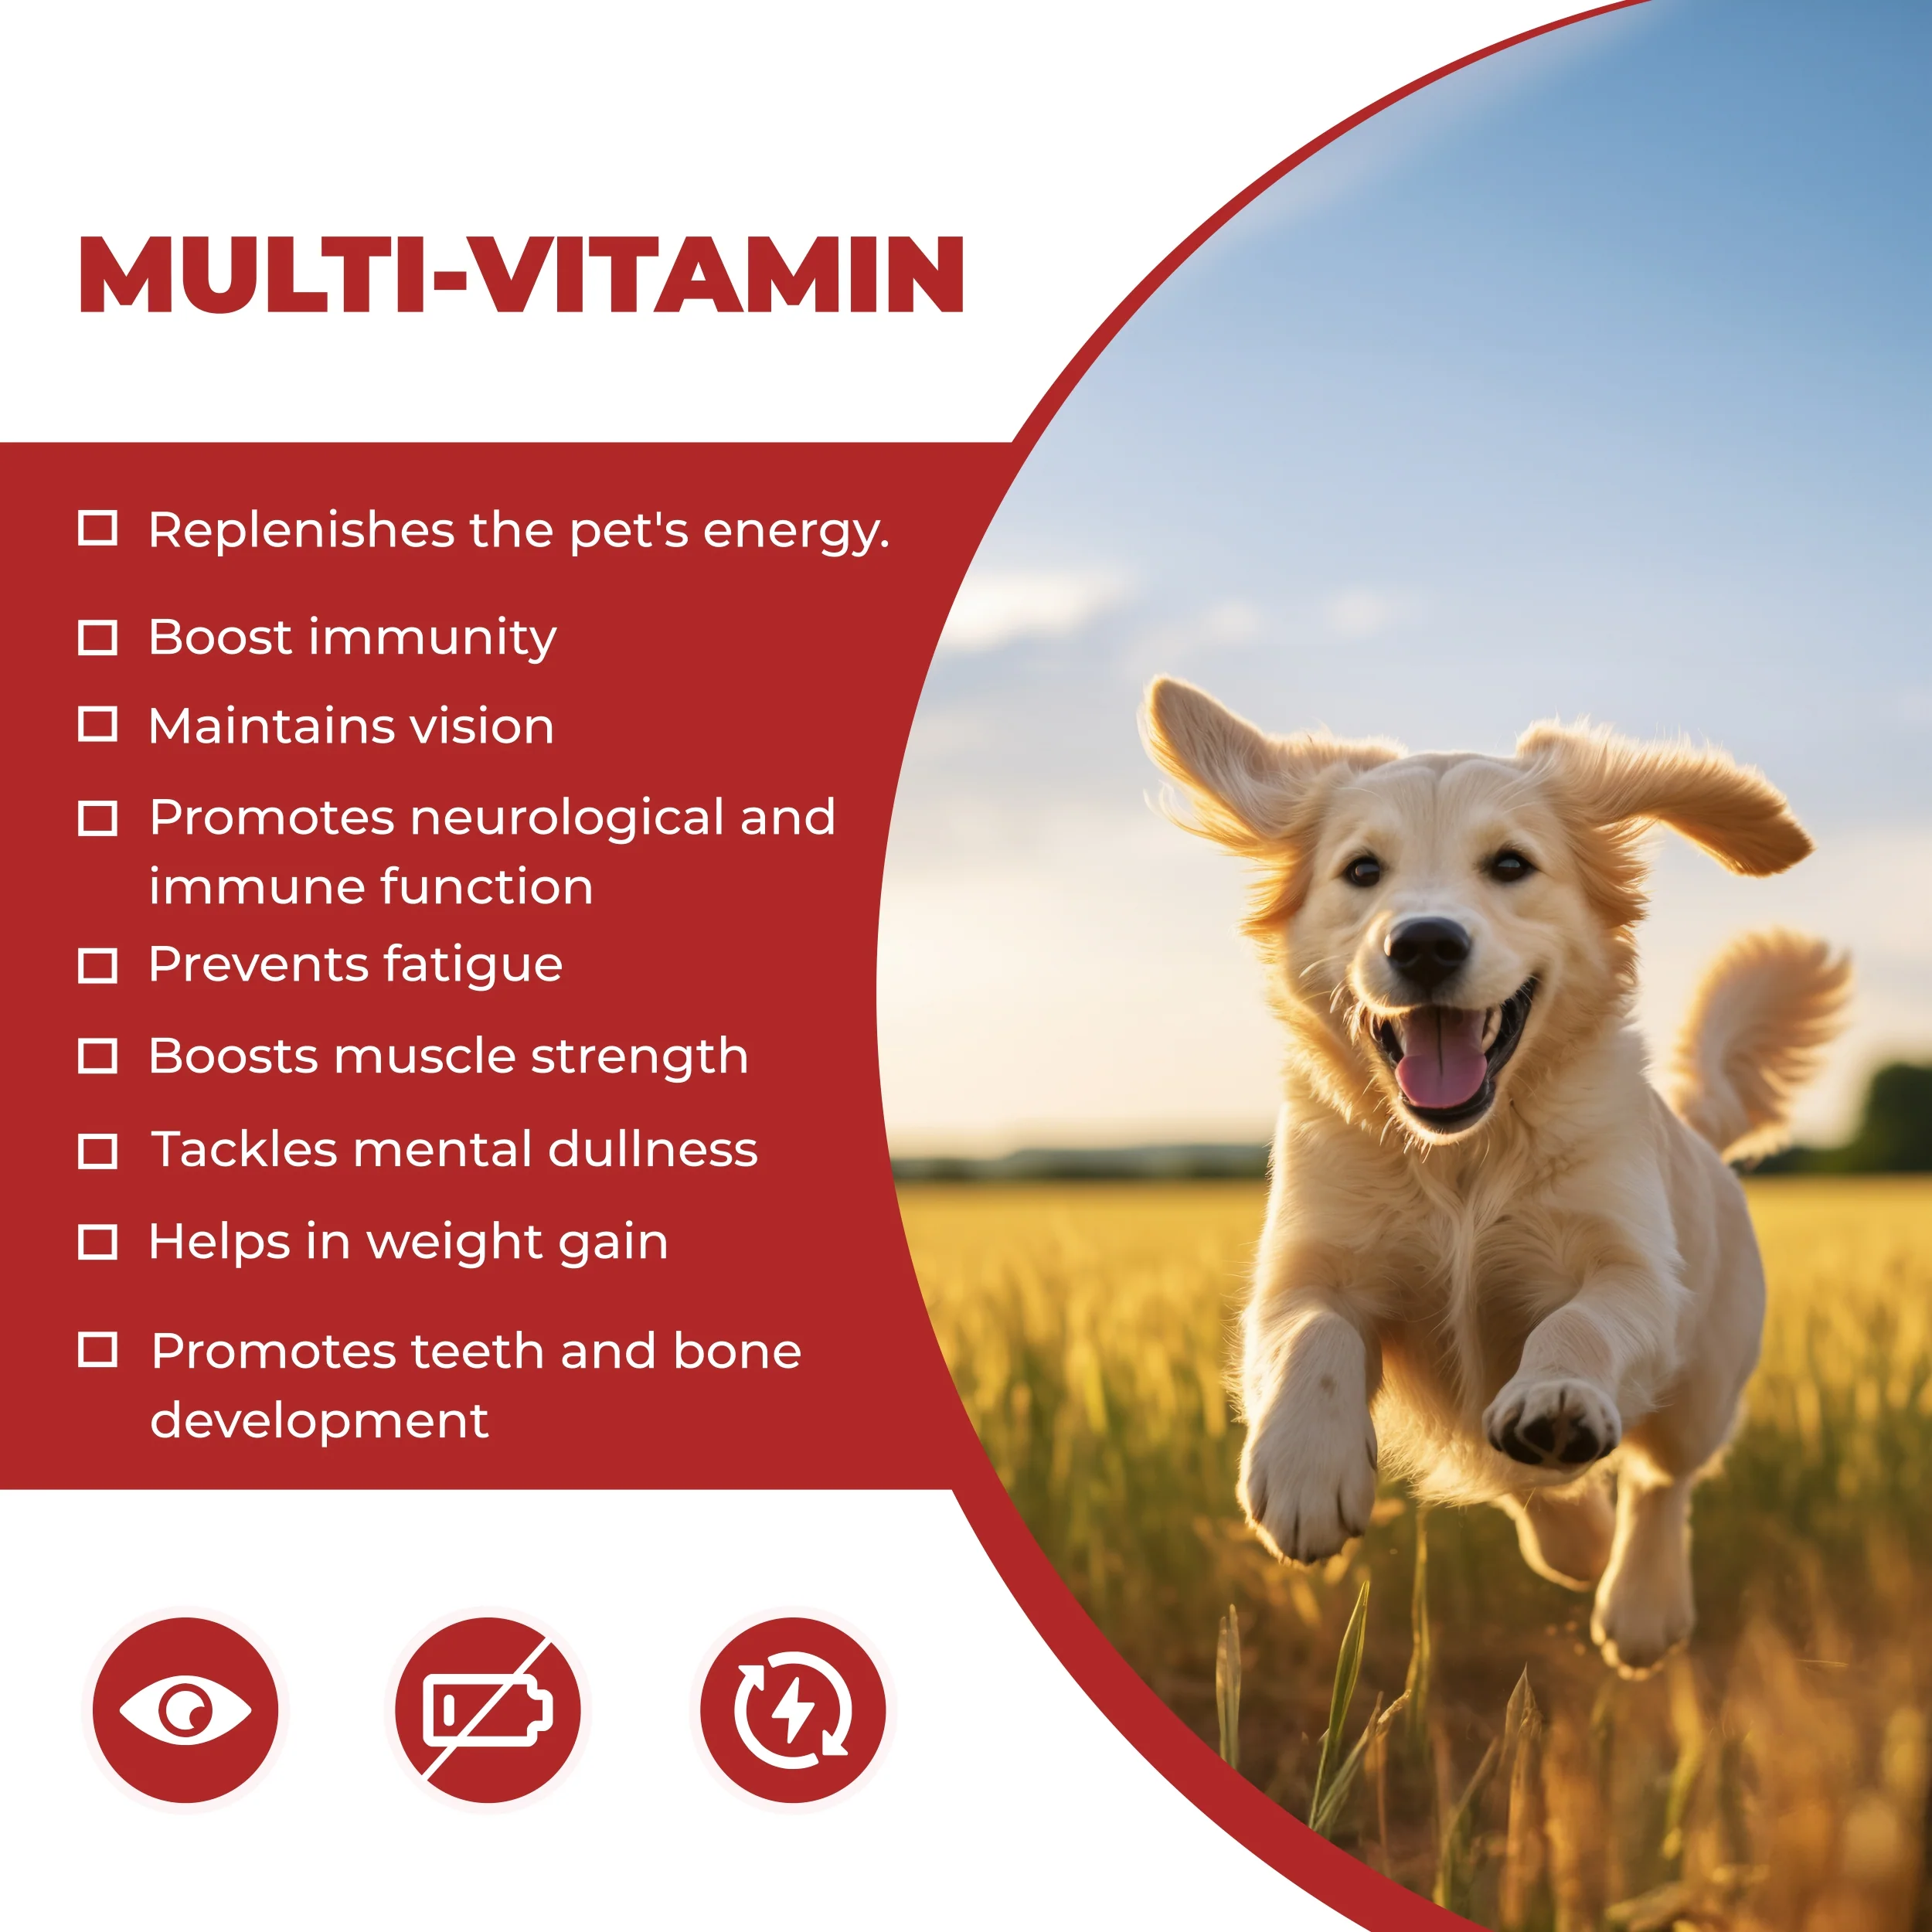 MULTI-VITAMIN
Replenishes the pet's energy.
Boost immunity
Maintains vision
Promotes neurological and
immune function
Prevents fatigue
Boosts muscle strength
Tackles mental dullness
Helps in weight gain
Promotes teeth and bone
development